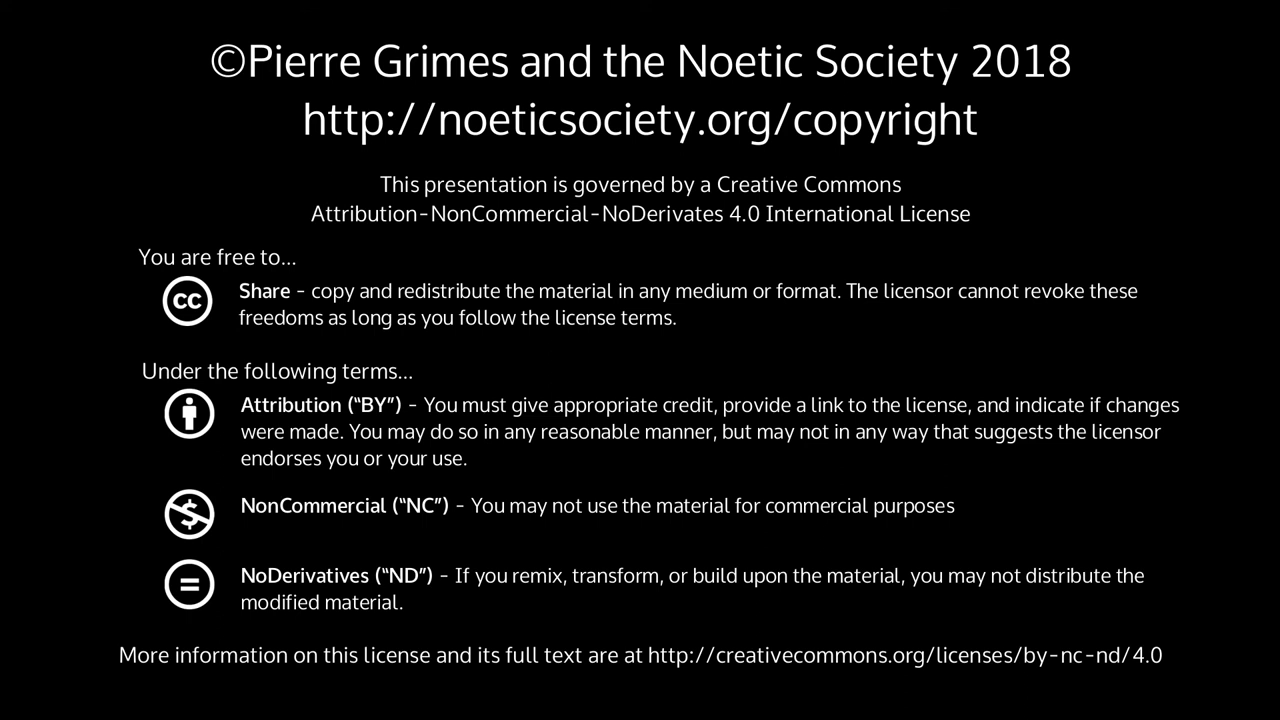 ©Pierre Grimes and the Noetic Society 2018
http://noeticsociety.org/copyright
This presentation is governed by a Creative Commons
Attribution-NonCommercial-NoDerivates 4.0 International License
You are free to...
cc
Share - copy and redistribute the material in any medium or format. The licensor cannot revoke these
freedoms as long as you follow the license terms.
Under the following terms...
Attribution (“BY”) - You must give appropriate credit, provide a link to the license, and indicate if changes
were made. You may do so in any reasonable manner, but may not in any way that suggests the licensor
endorses you or your use.
$
NonCommercial (“NC”) - You may not use the material for commercial purposes
=
NoDerivatives (“ND”) - If you remix, transform, or build upon the material, you may not distribute the
modified material.
More information on this license and its full text are at http://creativecommons.org/licenses/by-nc-nd/4.0